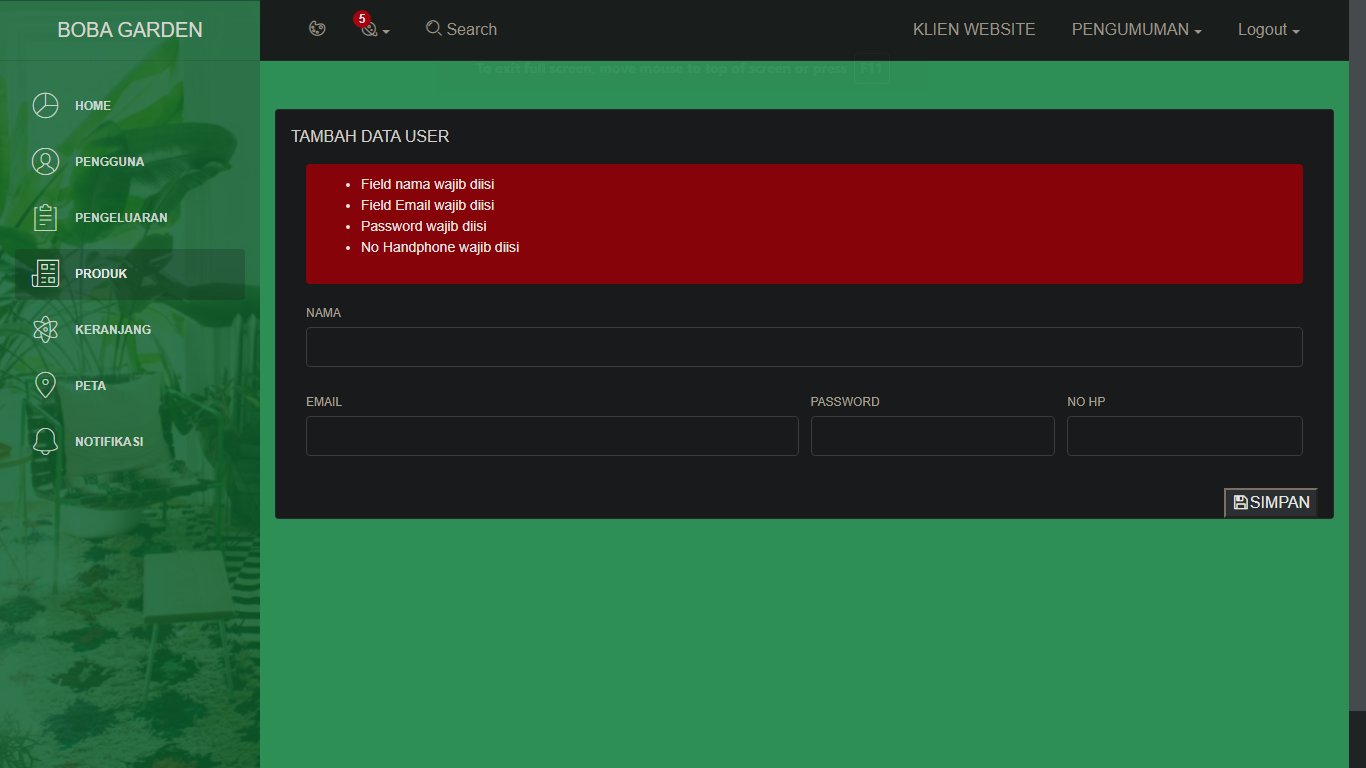 BOBA GARDEN
5
Search
KLIEN WEBSITE
PENGUMUMAN
Logout
To exit full screen, move mouse to top of screen or press F11
HOME
PENGGUNA
PENGELUARAN
PRODUK
KERANJANG
PETA
NOTIFIKASI
TAMBAH DATA USER
• Field nama wajib diisi
• Field Email wajib diisi
• Password wajib diisi
• No Handphone wajib diisi
NAMA
EMAIL
PASSWORD
NO HP
SIMPAN